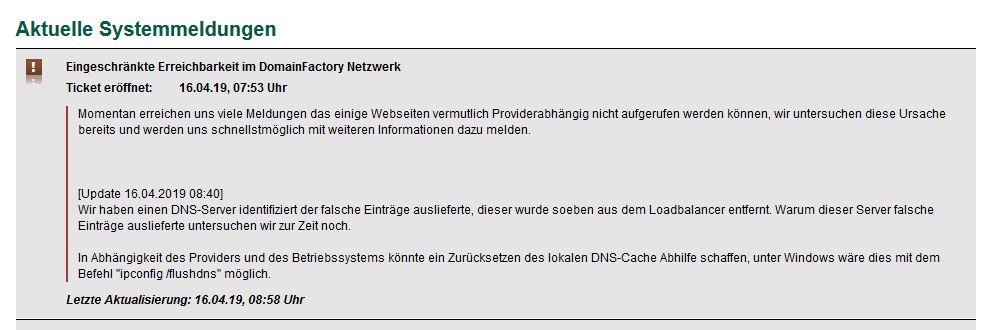 Aktuelle Systemmeldungen
!
Eingeschränkte Erreichbarkeit im DomainFactory Netzwerk
Ticket eröffnet: 16.04.19, 07:53 Uhr
Momentan erreichen uns viele Meldungen das einige Webseiten vermutlich Providerabhängig nicht aufgerufen werden können, wir untersuchen diese Ursache
bereits und werden uns schnellstmöglich mit weiteren Informationen dazu melden.
[Update 16.04.2019 08:40]
Wir haben einen DNS-Server identifiziert der falsche Einträge auslieferte, dieser wurde soeben aus dem Loadbalancer entfernt. Warum dieser Server falsche
Einträge auslieferte untersuchen wir zur Zeit noch.
In Abhängigkeit des Providers und des Betriebssystems könnte ein Zurücksetzen des lokalen DNS-Cache Abhilfe schaffen, unter Windows wäre dies mit dem
Befehl "ipconfig /flushdns" möglich.
Letzte Aktualisierung: 16.04.19, 08:58 Uhr